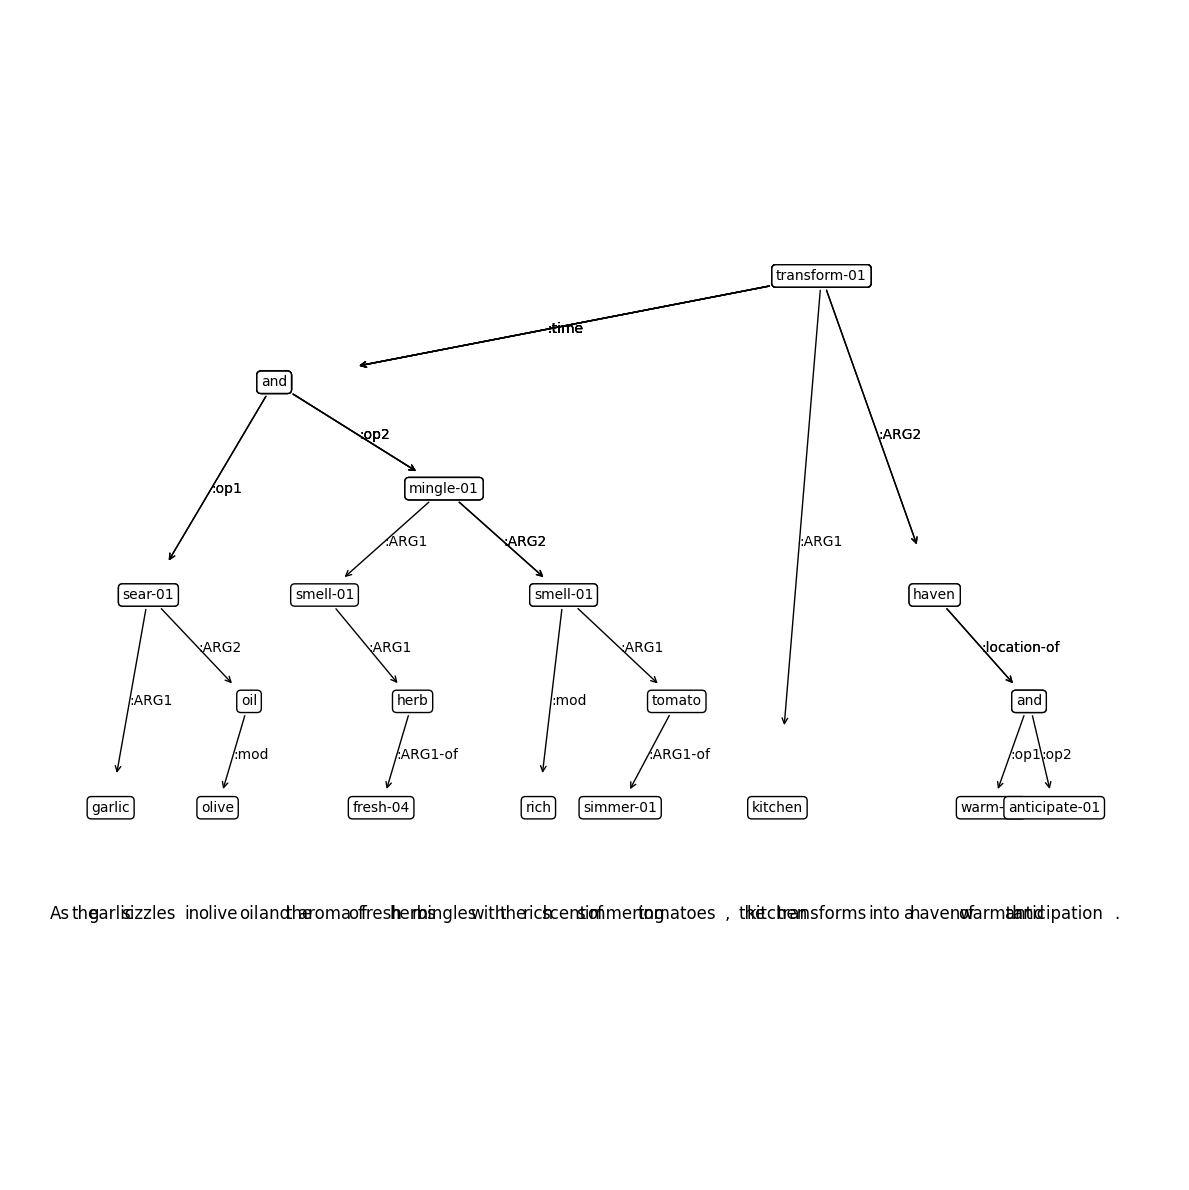 transform-01
:time
and
:op2 :ARG2
:op1 mingle-01
:ARG1 :ARG2 :ARG1
sear-01 smell-01 smell-01 haven
:ARG2 :ARG1 :ARG1 :location-of
:ARG1 oil herb :mod tomato and
:mod :ARG1-of :ARG1-of :op1 :op2
garlic olive fresh-04 rich simmer-01 kitchen warm- anticipate-01
As the garlic sizzles in olive oil and the aroma of fresh herbs mingles with the rich scent of simmering tomatoes , the kitchen transforms into a haven of warmth and anticipation .